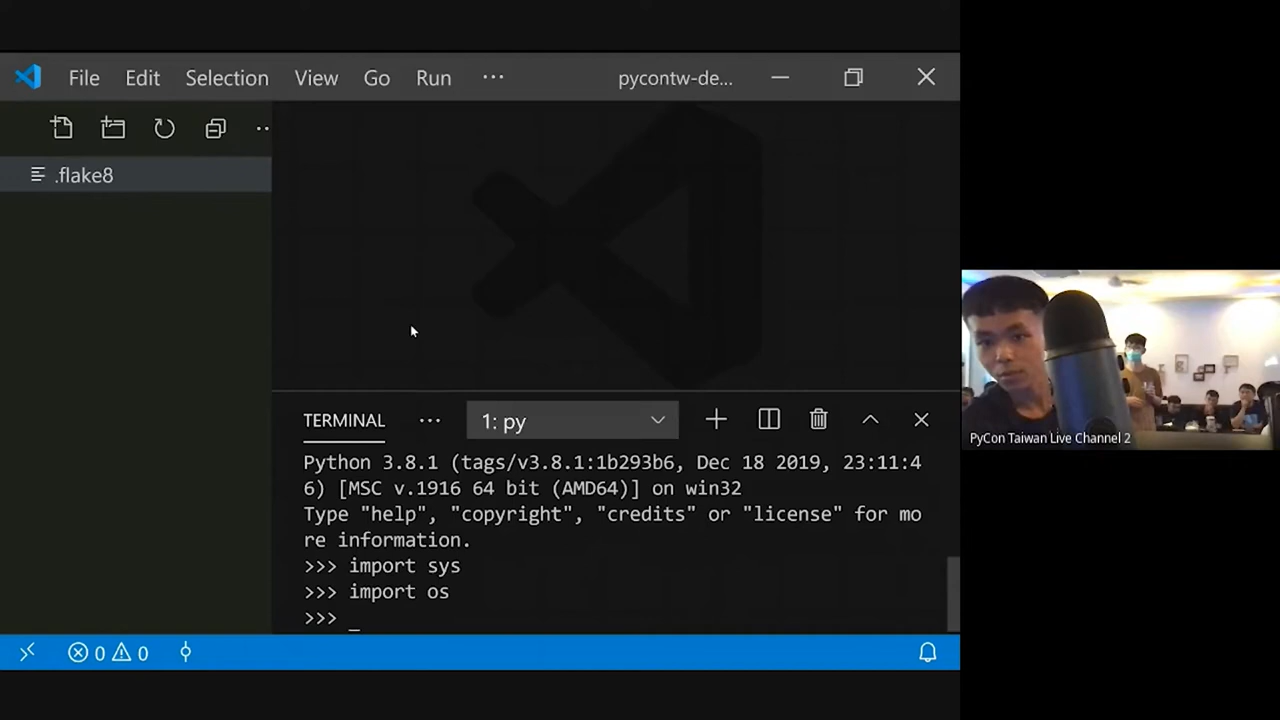 File Edit Selection View Go Run ··· pycontw-de...
.flake8
TERMINAL ··· 1: py
Python 3.8.1 (tags/v3.8.1:1b293b6, Dec 18 2019, 23:11:4
6) [MSC v.1916 64 bit (AMD64)] on win32
Type "help", "copyright", "credits" or "license" for mo
re information.
>>> import sys
>>> import os
>>> _
0 0
PyCon Taiwan Live Channel 2